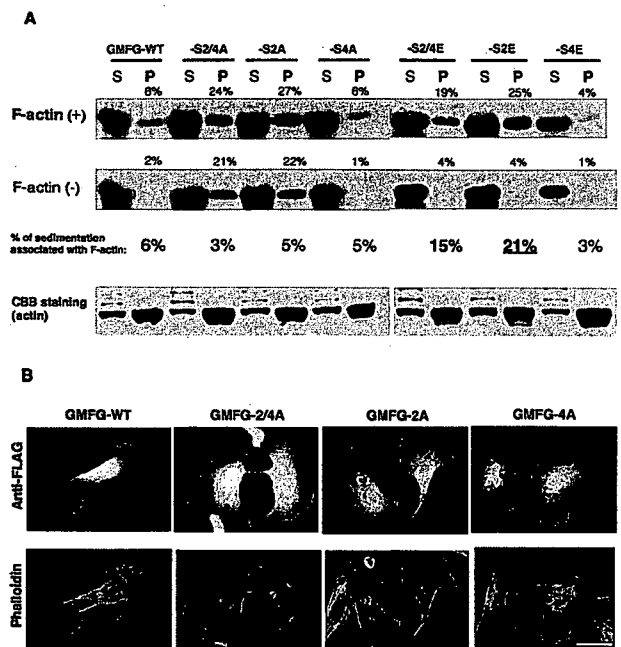 A
GMFG-WT -S2/4A -S2A -S4A -S2/4E -S2E -S4E
S P S P S P S P S P S P S P
8% 24% 27% 6% 19% 25% 4%
F-actin (+)
2% 21% 22% 1% 4% 4% 1%
F-actin (-)
% of sedimentation
associated with F-actin: 6% 3% 5% 5% 15% 21% 3%
CBB staining
(actin)
B
GMFG-WT GMFG-2/4A GMFG-2A GMFG-4A
Anti-FLAG
Phalloidin